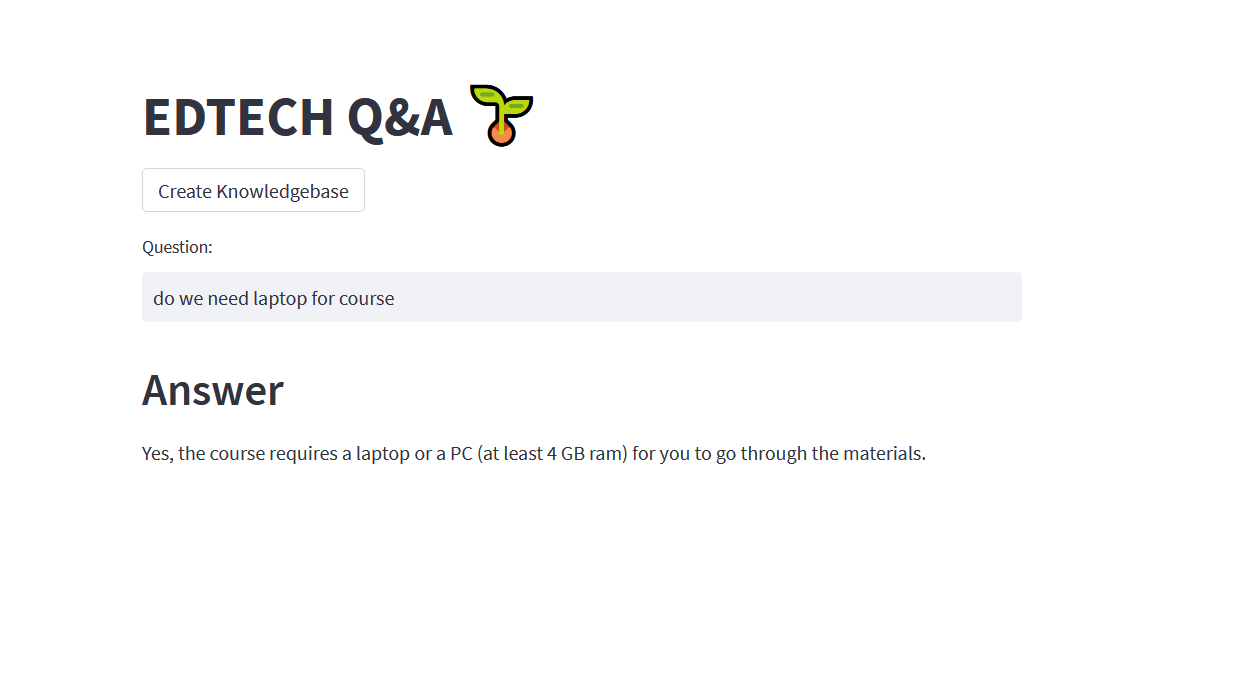 EDTECH Q&A
Create Knowledgebase
Question:
do we need laptop for course
Answer
Yes, the course requires a laptop or a PC (at least 4 GB ram) for you to go through the materials.